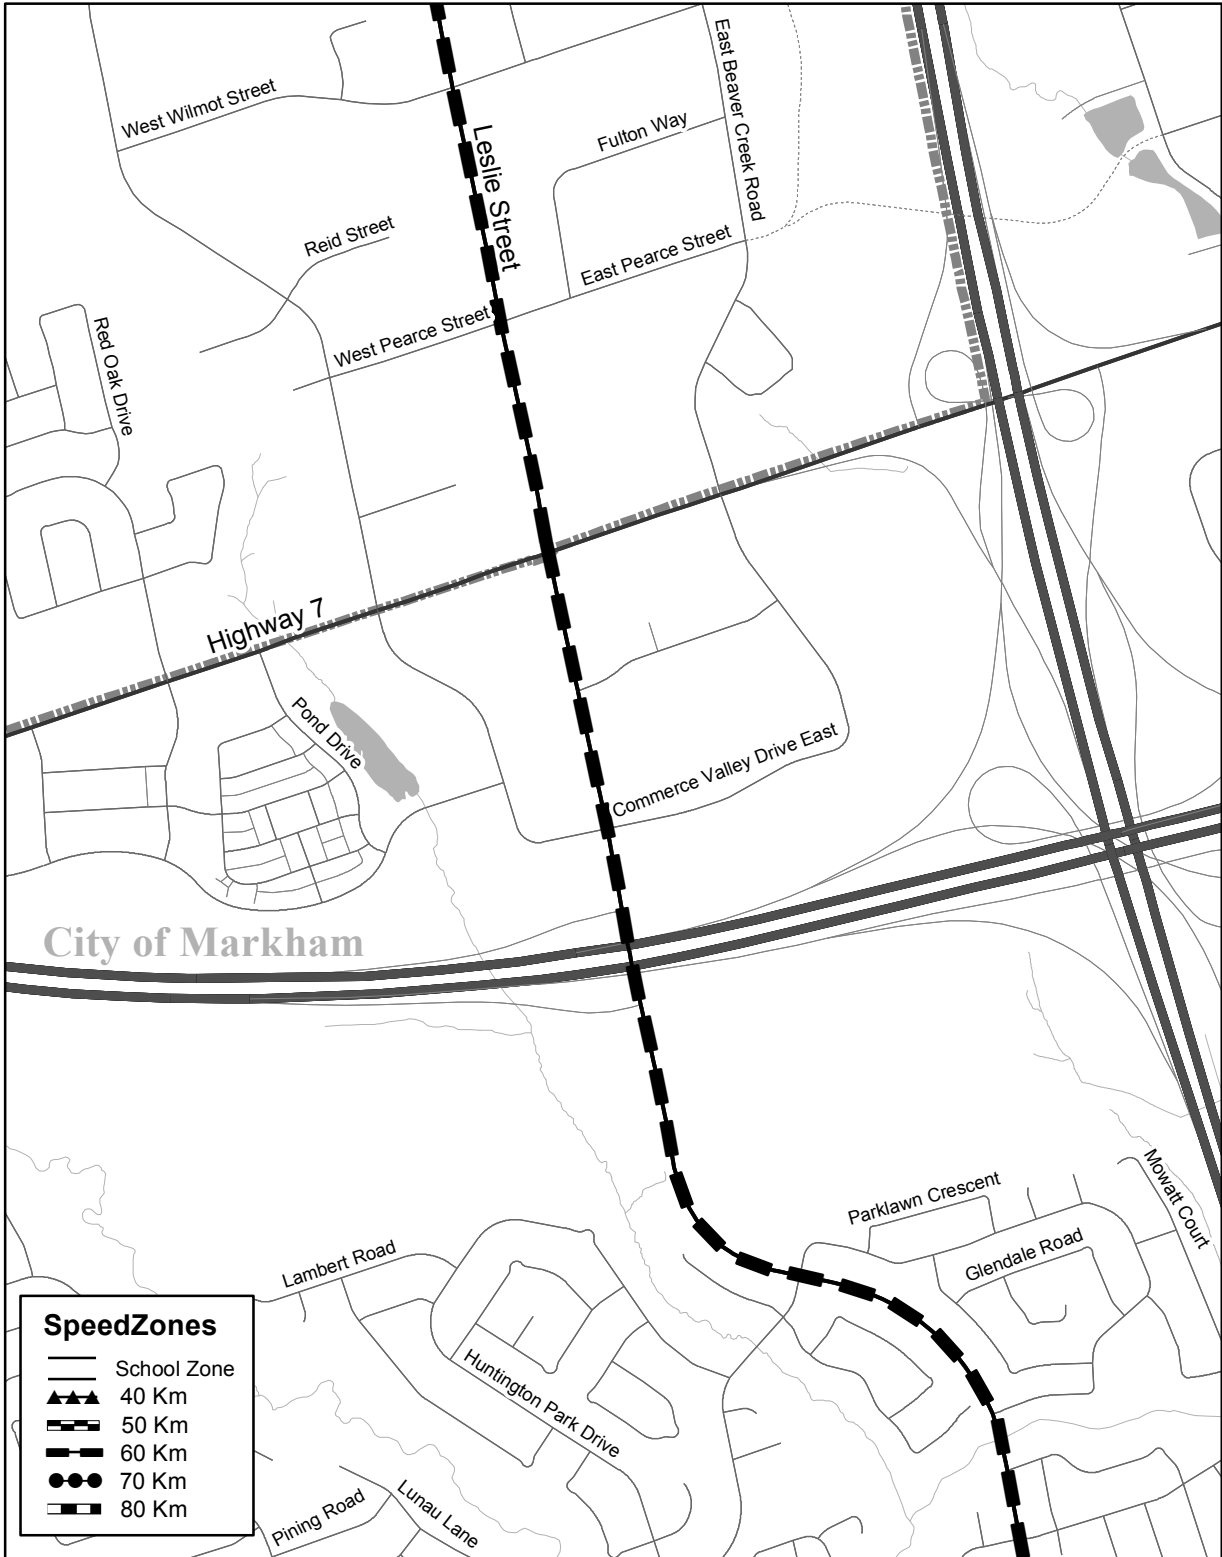 West Wilmot Street
Leslie Street
East Beaver Creek Road
Fulton Way
Reid Street
East Pearce Street
West Pearce Street
Red Oak Drive
Highway 7
Pond Drive
Commerce Valley Drive East
City of Markham
Mowatt Court
Parklawn Crescent
Glendale Road
Lambert Road
Huntington Park Drive
Lunau Lane
Pining Road
SpeedZones
School Zone
40 Km
50 Km
60 Km
70 Km
80 Km